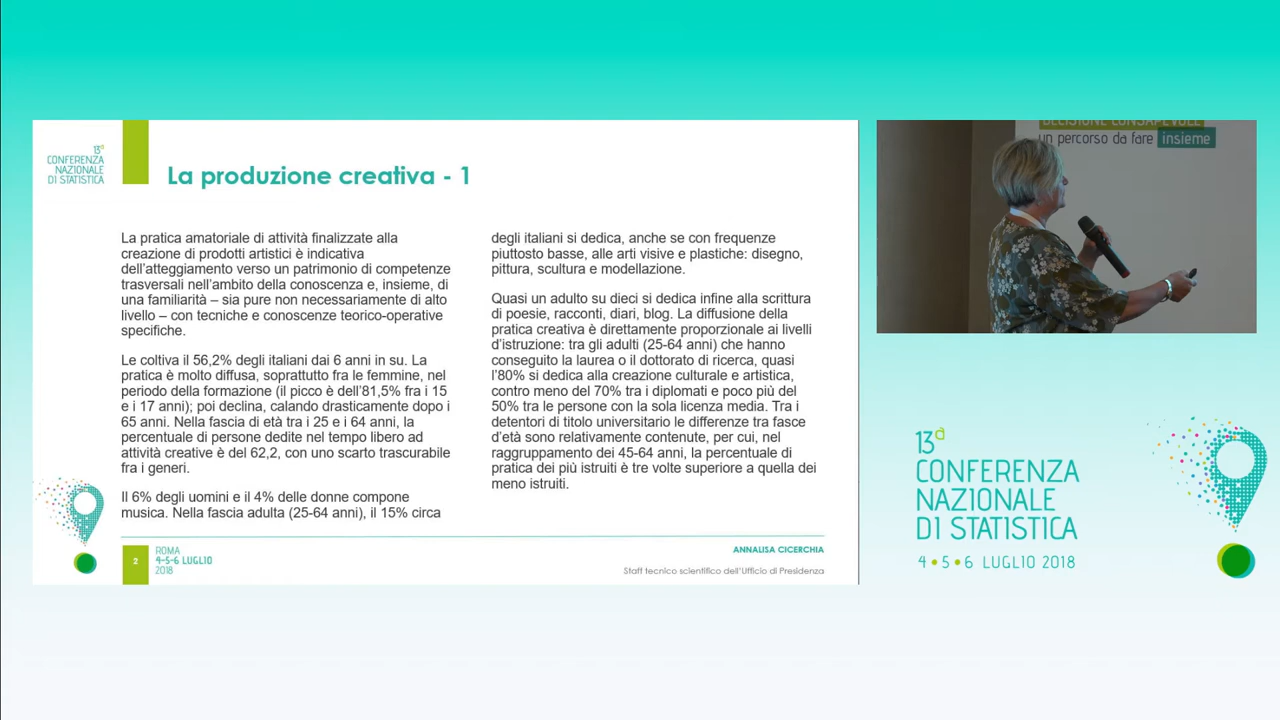 13ª
CONFERENZA
NAZIONALE
DI STATISTICA
La produzione creativa - 1
La pratica amatoriale di attività finalizzate alla
creazione di prodotti artistici è indicativa
dell'atteggiamento verso un patrimonio di competenze
trasversali nell'ambito della conoscenza e, insieme, di
una familiarità – sia pure non necessariamente di alto
livello – con tecniche e conoscenze teorico-operative
specifiche.
Le coltiva il 56,2% degli italiani dai 6 anni in su. La
pratica è molto diffusa, soprattutto fra le femmine, nel
periodo della formazione (il picco è dell'81,5% fra i 15
e i 17 anni); poi declina, calando drasticamente dopo i
65 anni. Nella fascia di età tra i 25 e i 64 anni, la
percentuale di persone dedite nel tempo libero ad
attività creative è del 62,2, con uno scarto trascurabile
fra i generi.
Il 6% degli uomini e il 4% delle donne compone
musica. Nella fascia adulta (25-64 anni), il 15% circa
degli italiani si dedica, anche se con frequenze
piuttosto basse, alle arti visive e plastiche: disegno,
pittura, scultura e modellazione.
Quasi un adulto su dieci si dedica infine alla scrittura
di poesie, racconti, diari, blog. La diffusione della
pratica creativa è direttamente proporzionale ai livelli
d'istruzione: tra gli adulti (25-64 anni) che hanno
conseguito la laurea o il dottorato di ricerca, quasi
l'80% si dedica alla creazione culturale e artistica,
contro meno del 70% tra i diplomati e poco più del
50% tra le persone con la sola licenza media. Tra i
detentori di titolo universitario le differenze tra fasce
d'età sono relativamente contenute, per cui, nel
raggruppamento dei 45-64 anni, la percentuale di
pratica dei più istruiti è tre volte superiore a quella dei
meno istruiti.
2
ROMA
4-5-6 LUGLIO
2018
ANNALISA CICERCHIA
Staff tecnico scientifico dell'Ufficio di Presidenza
DECISIONE CONSAPEVOLE
un percorso da fare insieme
13ª
CONFERENZA
NAZIONALE
DI STATISTICA
4 • 5 • 6 LUGLIO 2018